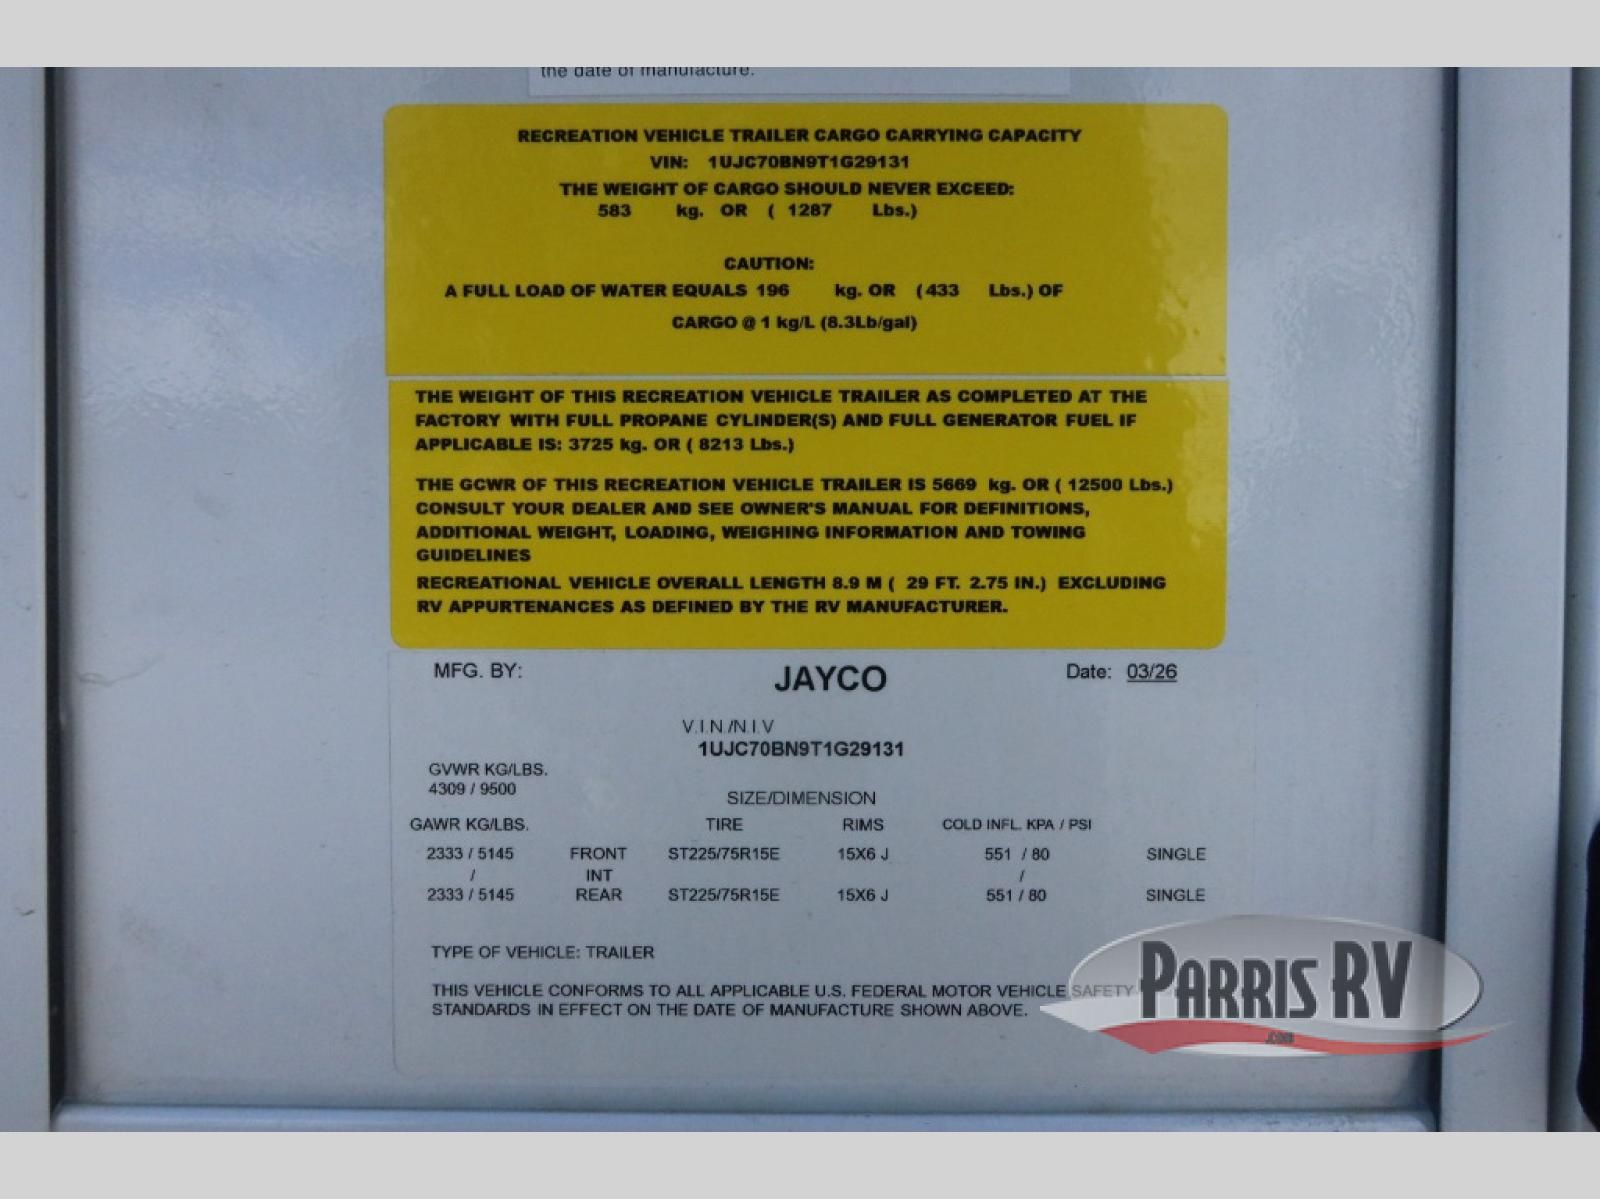 the date of manufacture.
RECREATION VEHICLE TRAILER CARGO CARRYING CAPACITY
VIN: 1UJC70BN9T1G29131
THE WEIGHT OF CARGO SHOULD NEVER EXCEED:
583 kg. OR ( 1287 Lbs.)
CAUTION:
A FULL LOAD OF WATER EQUALS 196 kg. OR (433 Lbs.) OF
CARGO @ 1 kg/L (8.3Lb/gal)
THE WEIGHT OF THIS RECREATION VEHICLE TRAILER AS COMPLETED AT THE
FACTORY WITH FULL PROPANE CYLINDER(S) AND FULL GENERATOR FUEL IF
APPLICABLE IS: 3725 kg. OR ( 8213 Lbs.)
THE GCWR OF THIS RECREATION VEHICLE TRAILER IS 5669 kg. OR ( 12500 Lbs.)
CONSULT YOUR DEALER AND SEE OWNER'S MANUAL FOR DEFINITIONS,
ADDITIONAL WEIGHT, LOADING, WEIGHING INFORMATION AND TOWING
GUIDELINES
RECREATIONAL VEHICLE OVERALL LENGTH 8.9 M ( 29 FT. 2.75 IN.) EXCLUDING
RV APPURTENANCES AS DEFINED BY THE RV MANUFACTURER.
MFG. BY: JAYCO Date: 03/26
V.I.N./N.I.V
1UJC70BN9T1G29131
GVWR KG/LBS.
4309 / 9500
SIZE/DIMENSION
GAWR KG/LBS. TIRE RIMS COLD INFL. KPA / PSI
2333 / 5145 FRONT ST225/75R15E 15X6 J 551 / 80 SINGLE
/ INT /
2333 / 5145 REAR ST225/75R15E 15X6 J 551 / 80 SINGLE
TYPE OF VEHICLE: TRAILER
THIS VEHICLE CONFORMS TO ALL APPLICABLE U.S. FEDERAL MOTOR VEHICLE SAFETY
STANDARDS IN EFFECT ON THE DATE OF MANUFACTURE SHOWN ABOVE.
PARRIS RV
.COM